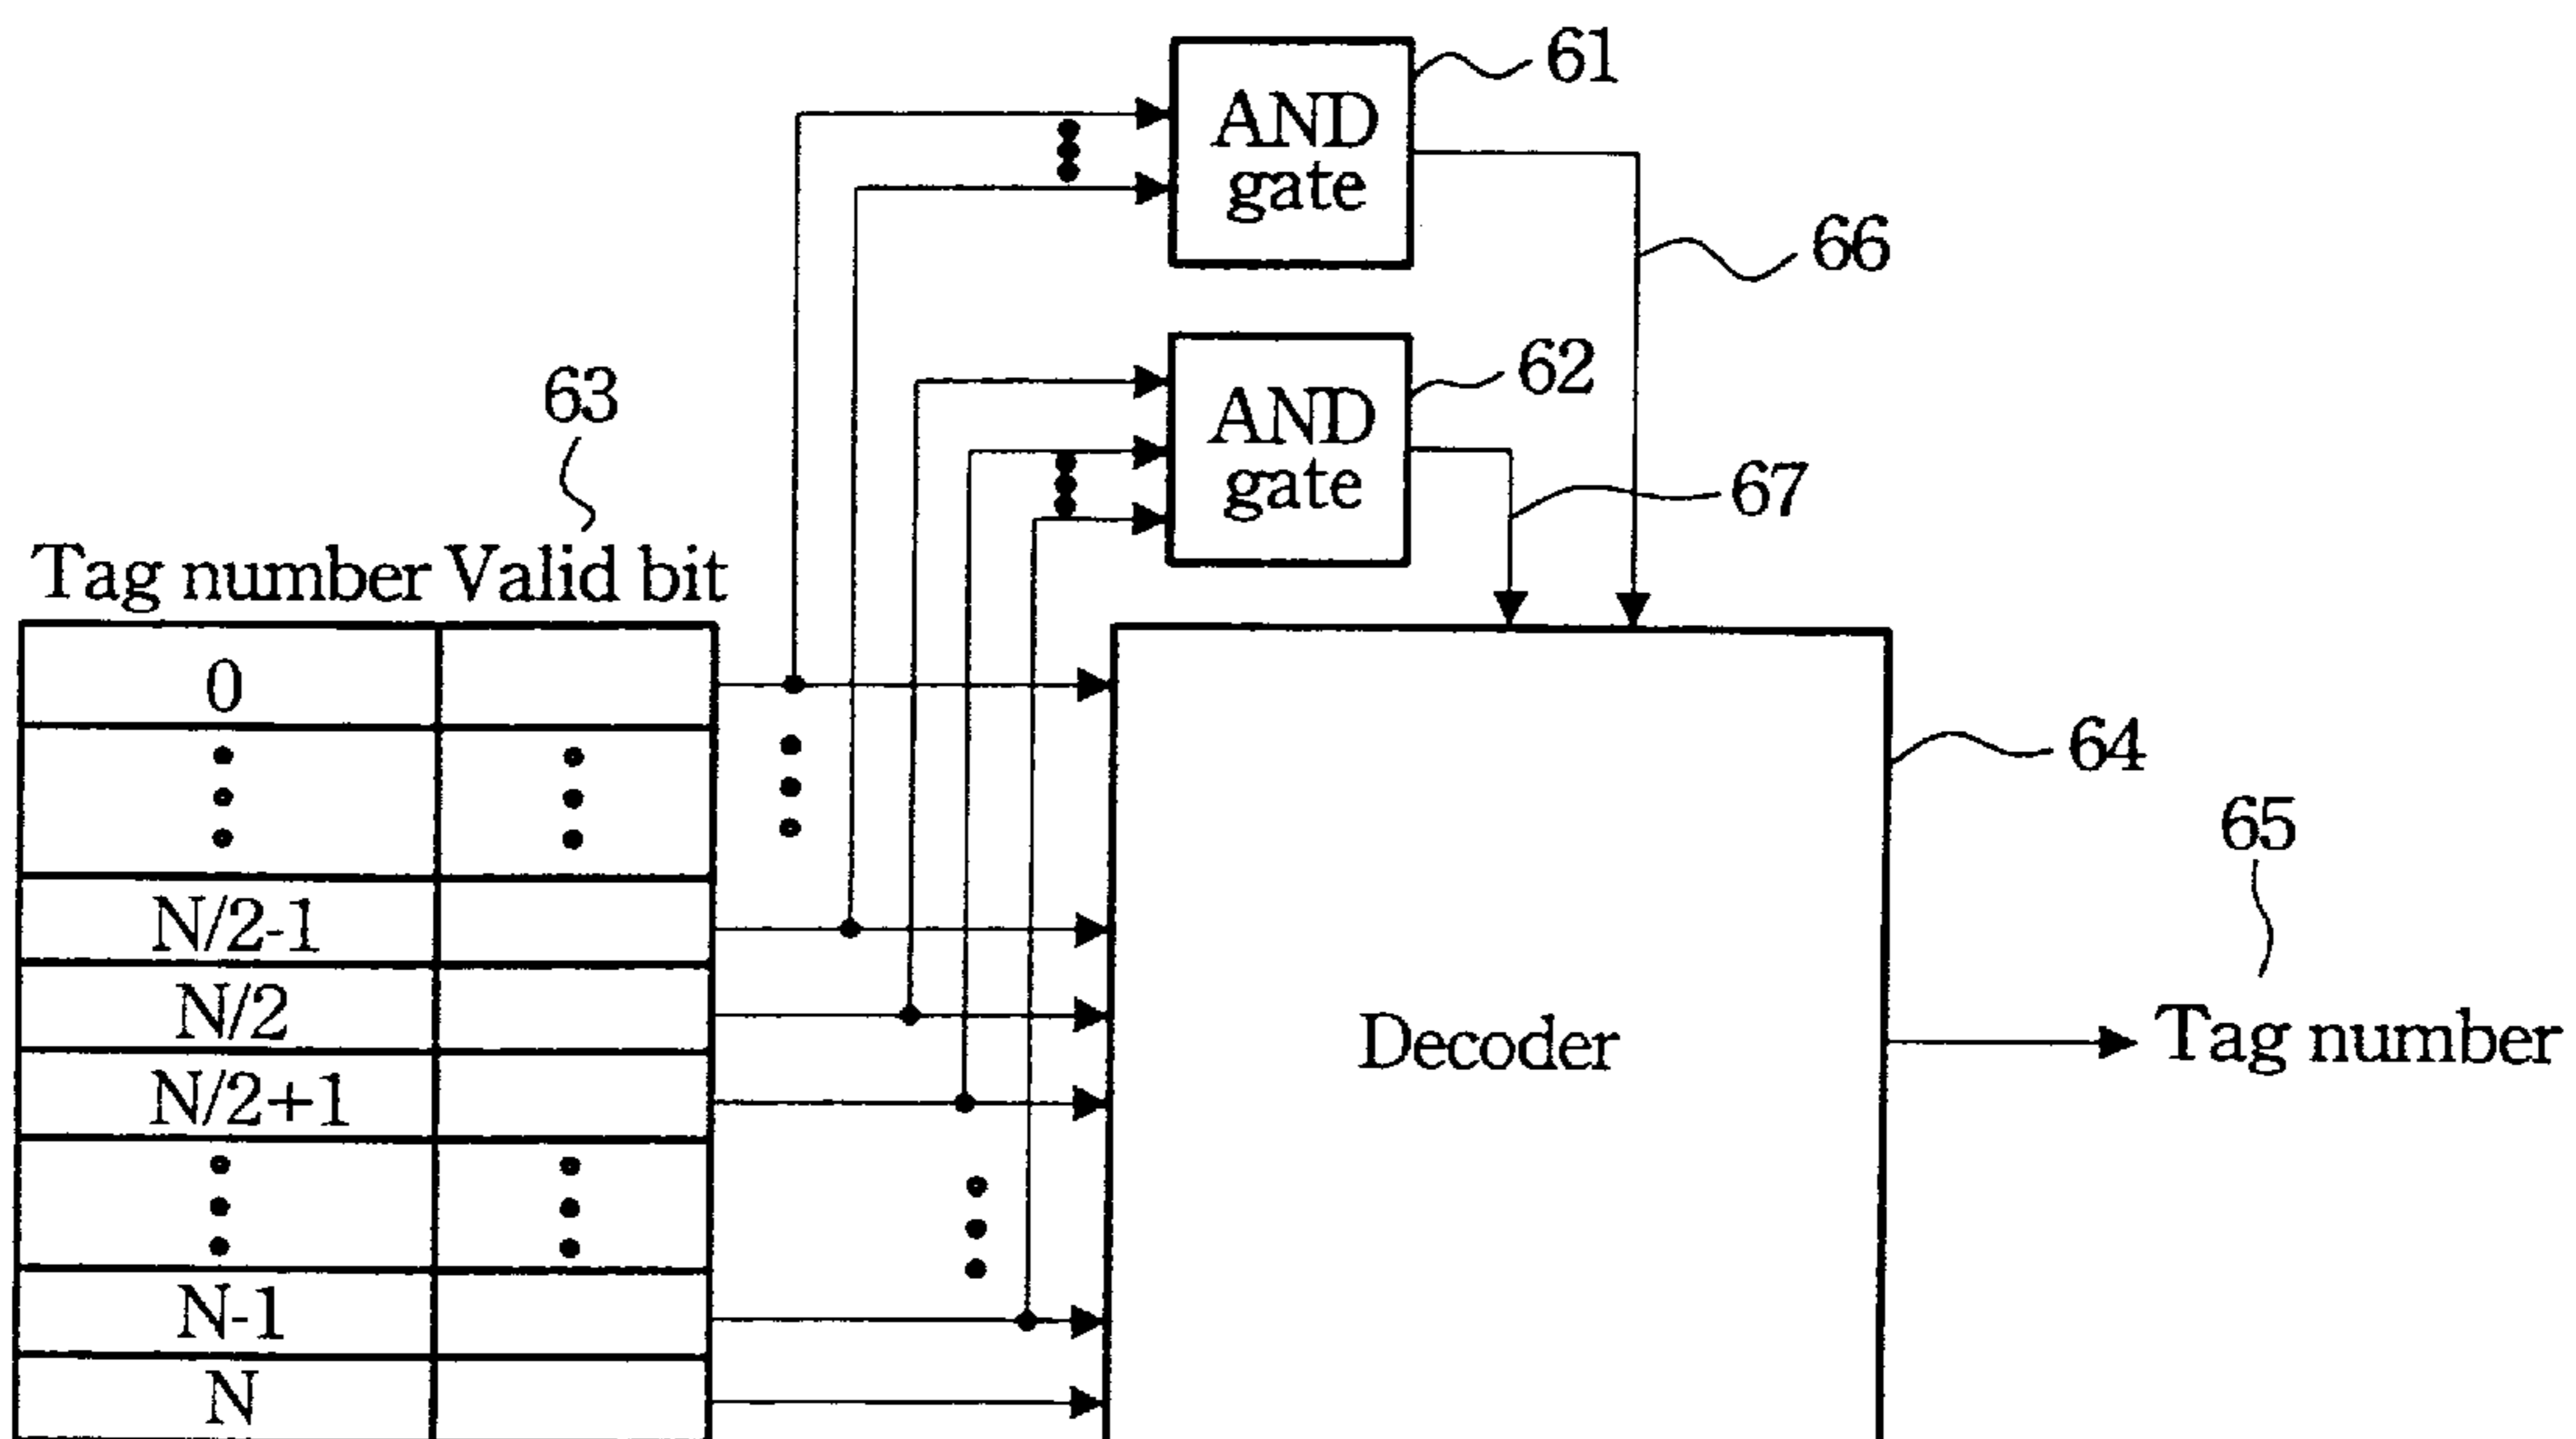 61
AND
gate
66
62
AND
gate
67
63
Tag number Valid bit
0
N/2-1
N/2
N/2+1
N-1
N
Decoder
64
65
Tag number